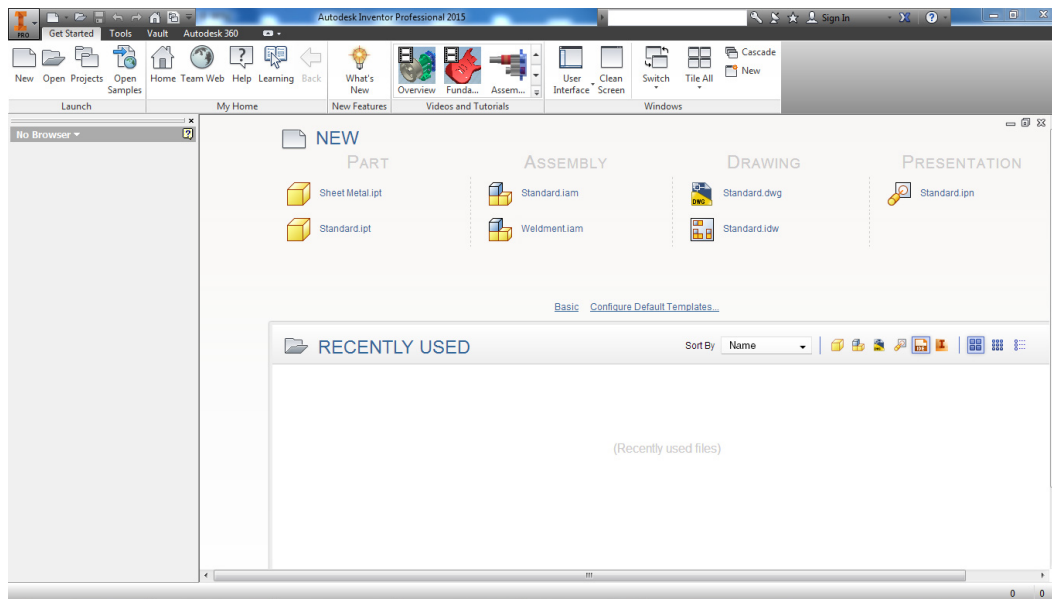 Autodesk Inventor Professional 2015
Sign In
PRO
Get Started Tools Vault Autodesk 360
New Open Projects Open Samples Home Team Web Help Learning Back What's New Overview Funda... Assem... User Interface Clean Screen Switch Tile All Cascade
New
Launch My Home New Features Videos and Tutorials Windows
No Browser
NEW
PART ASSEMBLY DRAWING PRESENTATION
Sheet Metal.ipt Standard.iam Standard.dwg Standard.ipn
DWG
Standard.ipt Weldment.iam Standard.idw
Basic Configure Default Templates...
RECENTLY USED Sort By Name
(Recently used files)
0 0